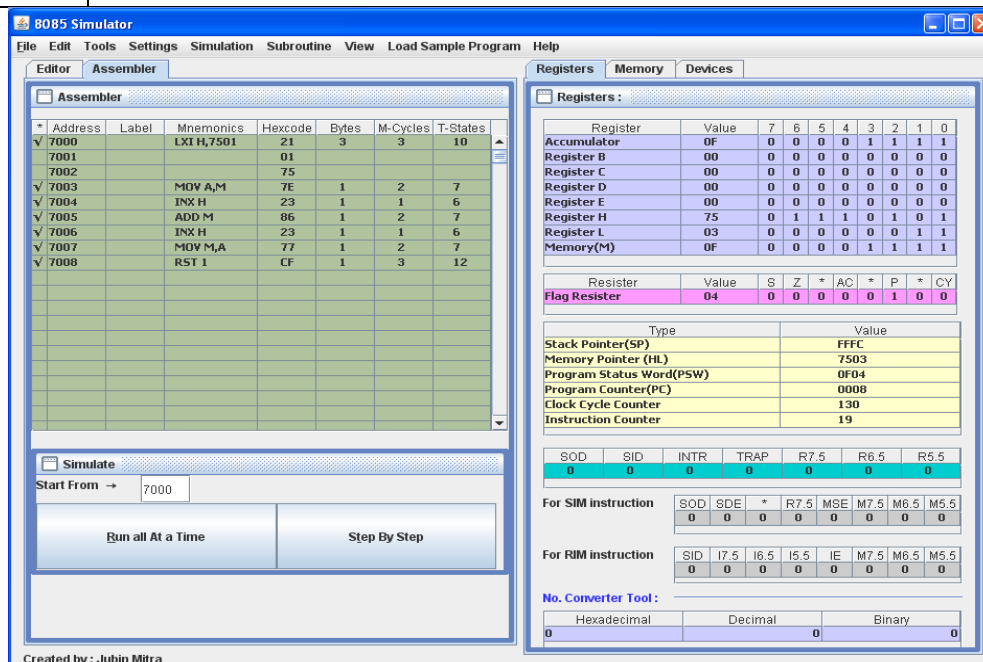 8085 Simulator
File Edit Tools Settings Simulation Subroutine View Load Sample Program Help
Editor Assembler
Assembler
* Address Label Mnemonics Hexcode Bytes M-Cycles T-States
√ 7000 LXI H,7501 21 3 3 10
7001 01
7002 75
√ 7003 MOV A,M 7E 1 2 7
√ 7004 INX H 23 1 1 6
√ 7005 ADD M 86 1 2 7
√ 7006 INX H 23 1 1 6
√ 7007 MOV M,A 77 1 2 7
√ 7008 RST 1 CF 1 3 12
Simulate
Start From → 7000
Run all At a Time Step By Step
Created by : Jubin Mitra
Registers Memory Devices
Registers :
Register Value 7 6 5 4 3 2 1 0
Accumulator 0F 0 0 0 0 1 1 1 1
Register B 00 0 0 0 0 0 0 0 0
Register C 00 0 0 0 0 0 0 0 0
Register D 00 0 0 0 0 0 0 0 0
Register E 00 0 0 0 0 0 0 0 0
Register H 75 0 1 1 1 0 1 0 1
Register L 03 0 0 0 0 0 0 1 1
Memory(M) 0F 0 0 0 0 1 1 1 1
Resister Value S Z * AC * P * CY
Flag Resister 04 0 0 0 0 0 1 0 0
Type Value
Stack Pointer(SP) FFFC
Memory Pointer (HL) 7503
Program Status Word(PSW) 0F04
Program Counter(PC) 0008
Clock Cycle Counter 130
Instruction Counter 19
SOD SID INTR TRAP R7.5 R6.5 R5.5
0 0 0 0 0 0 0
For SIM instruction SOD SDE * R7.5 MSE M7.5 M6.5 M5.5
0 0 0 0 0 0 0 0
For RIM instruction SID I7.5 I6.5 I5.5 IE M7.5 M6.5 M5.5
0 0 0 0 0 0 0 0
No. Converter Tool :
Hexadecimal Decimal Binary
0 0 0